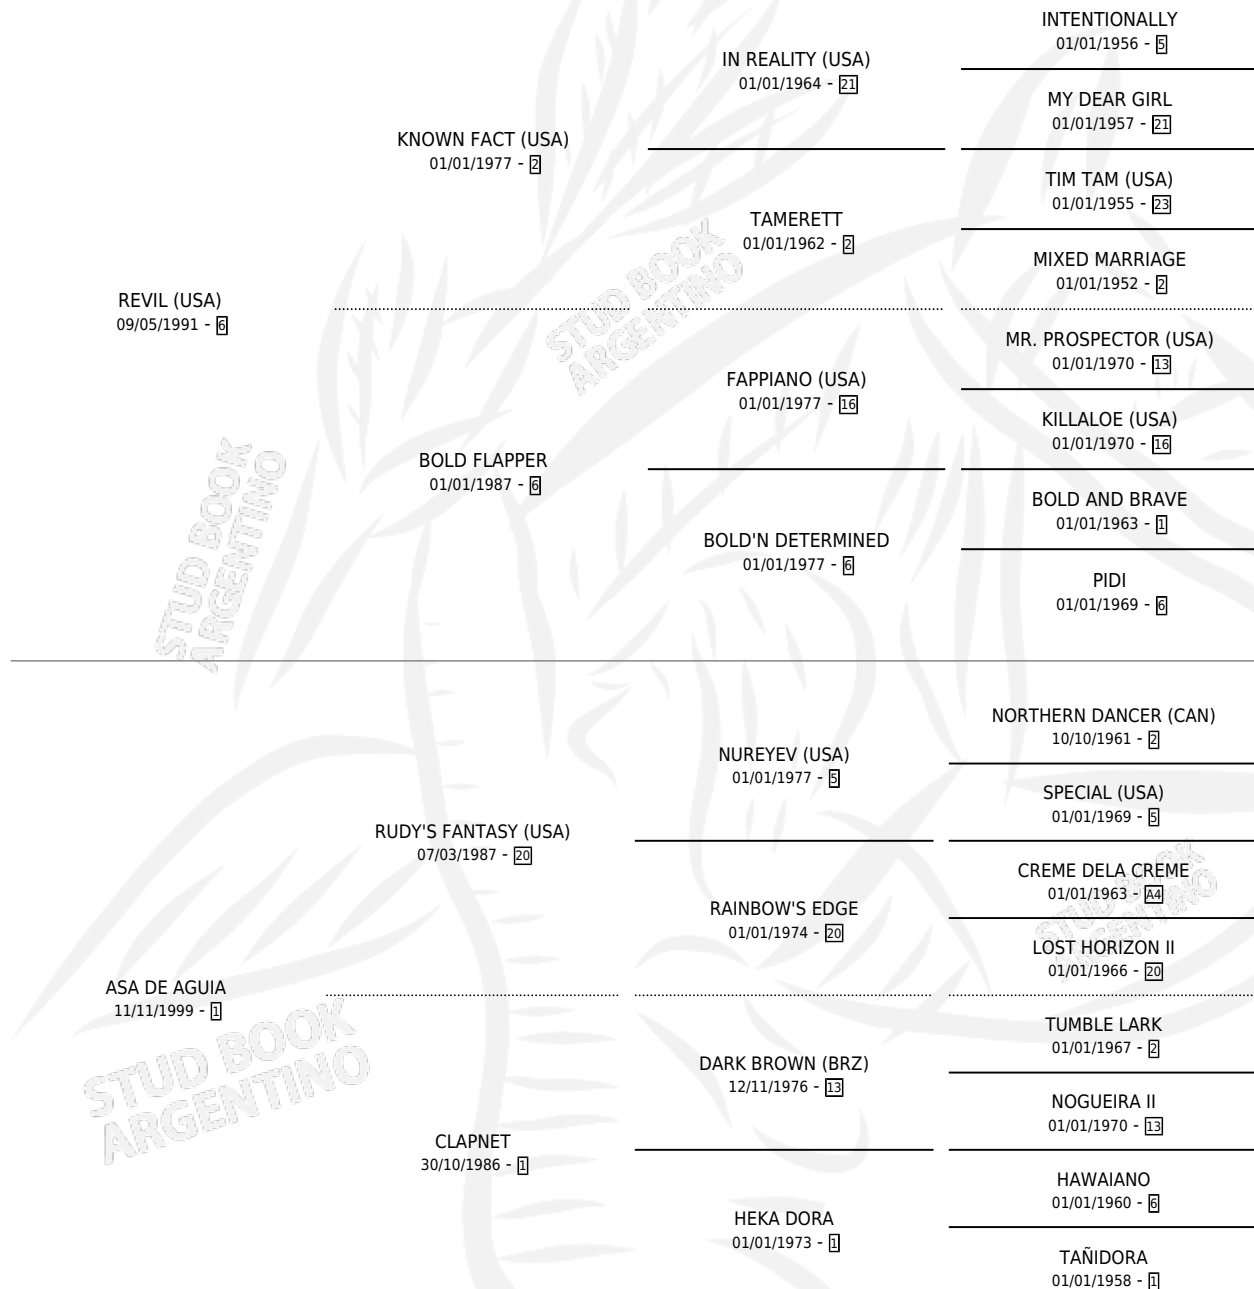 INTENTIONALLY
01/01/1956 - 5
IN REALITY (USA)
01/01/1964 - 21
MY DEAR GIRL
01/01/1957 - 21
KNOWN FACT (USA)
01/01/1977 - 2
TIM TAM (USA)
01/01/1955 - 23
TAMERETT
01/01/1962 - 2
MIXED MARRIAGE
01/01/1952 - 2
REVIL (USA)
09/05/1991 - 6
MR. PROSPECTOR (USA)
01/01/1970 - 13
FAPPIANO (USA)
01/01/1977 - 16
KILLALOE (USA)
01/01/1970 - 16
BOLD FLAPPER
01/01/1987 - 6
BOLD AND BRAVE
01/01/1963 - 1
BOLD'N DETERMINED
01/01/1977 - 6
PIDI
01/01/1969 - 6
NORTHERN DANCER (CAN)
10/10/1961 - 2
NUREYEV (USA)
01/01/1977 - 5
SPECIAL (USA)
01/01/1969 - 5
RUDY'S FANTASY (USA)
07/03/1987 - 20
CREME DELA CREME
01/01/1963 - A4
RAINBOW'S EDGE
01/01/1974 - 20
LOST HORIZON II
01/01/1966 - 20
ASA DE AGUIA
11/11/1999 - 1
TUMBLE LARK
01/01/1967 - 2
DARK BROWN (BRZ)
12/11/1976 - 13
NOGUEIRA II
01/01/1970 - 13
CLAPNET
30/10/1986 - 1
HAWAIANO
01/01/1960 - 6
HEKA DORA
01/01/1973 - 1
TAÑIDORA
01/01/1958 - 1
STUD BOOK
ARGENTINO
STUD BOOK
ARGENTINO
STUD BOOK
ARGENTINO
STUD BOOK
ARGENTINO